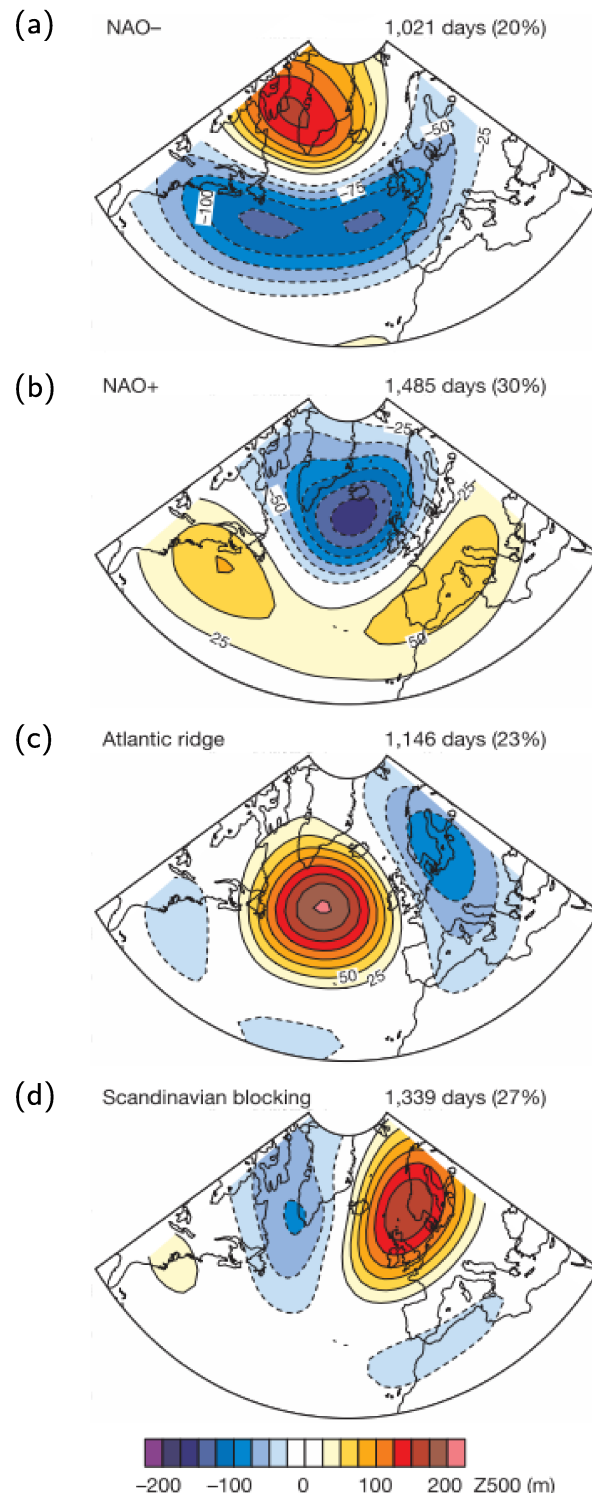 (a) NAO– 1,021 days (20%)
–50
25
–75
–100
(b) NAO+ 1,485 days (30%)
–25
–50
25
25
50
(c) Atlantic ridge 1,146 days (23%)
50 25
(d) Scandinavian blocking 1,339 days (27%)
–200 –100 0 100 200 Z500 (m)